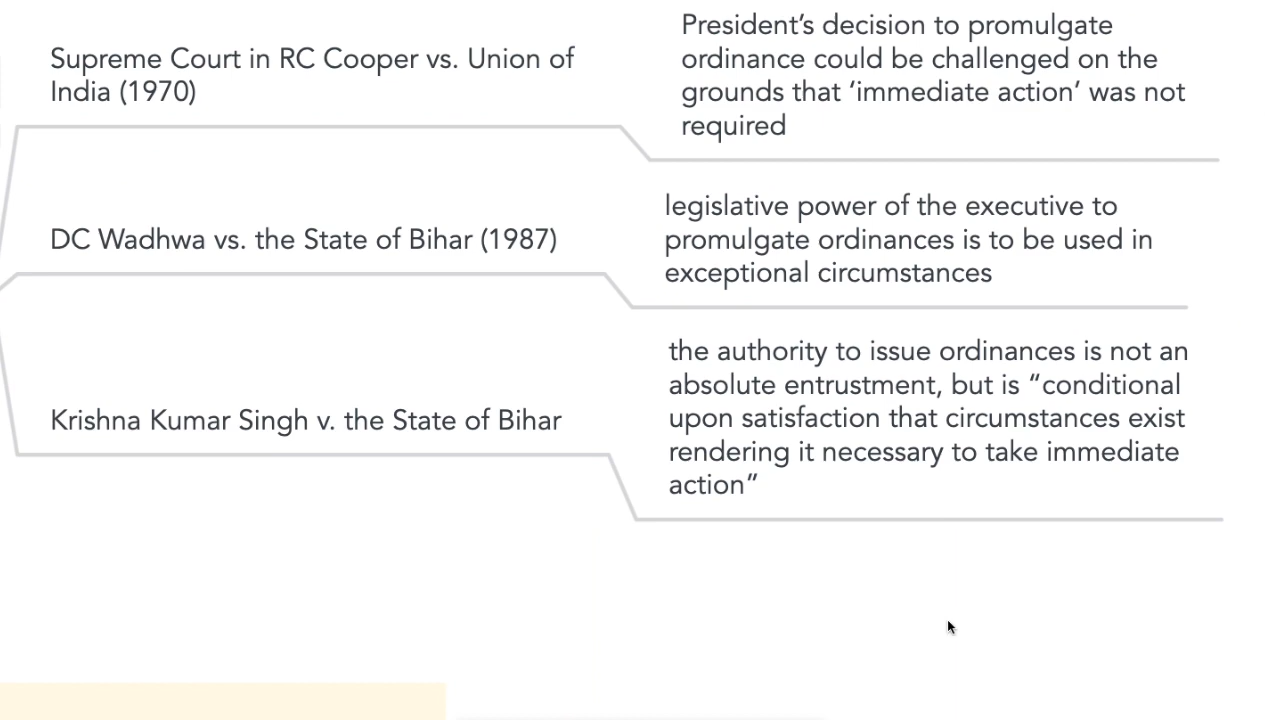 Supreme Court in RC Cooper vs. Union of
India (1970)
President’s decision to promulgate
ordinance could be challenged on the
grounds that ‘immediate action’ was not
required
DC Wadhwa vs. the State of Bihar (1987)
legislative power of the executive to
promulgate ordinances is to be used in
exceptional circumstances
Krishna Kumar Singh v. the State of Bihar
the authority to issue ordinances is not an
absolute entrustment, but is “conditional
upon satisfaction that circumstances exist
rendering it necessary to take immediate
action”